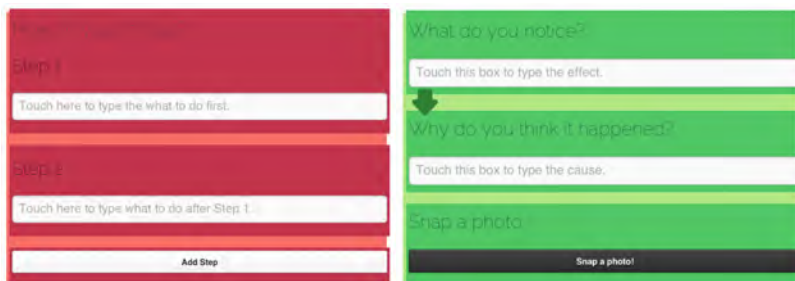 Step 1
Touch here to type the what to do first.
Step 2
Touch here to type what to do after Step 1.
Add Step
What do you notice?
Touch this box to type the effect.
Why do you think it happened?
Touch this box to type the cause.
Snap a photo
Snap a photo!